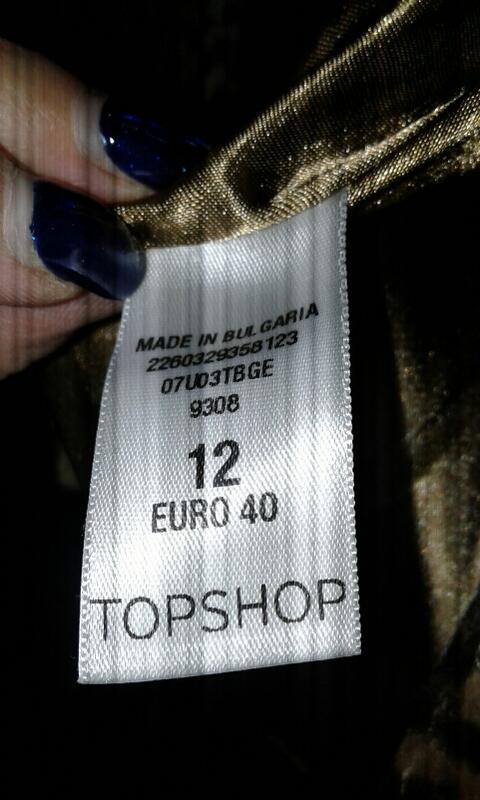 MADE IN BULGARIA
2260329358123
07U03TBGE
9308
12
EURO 40
TOPSHOP